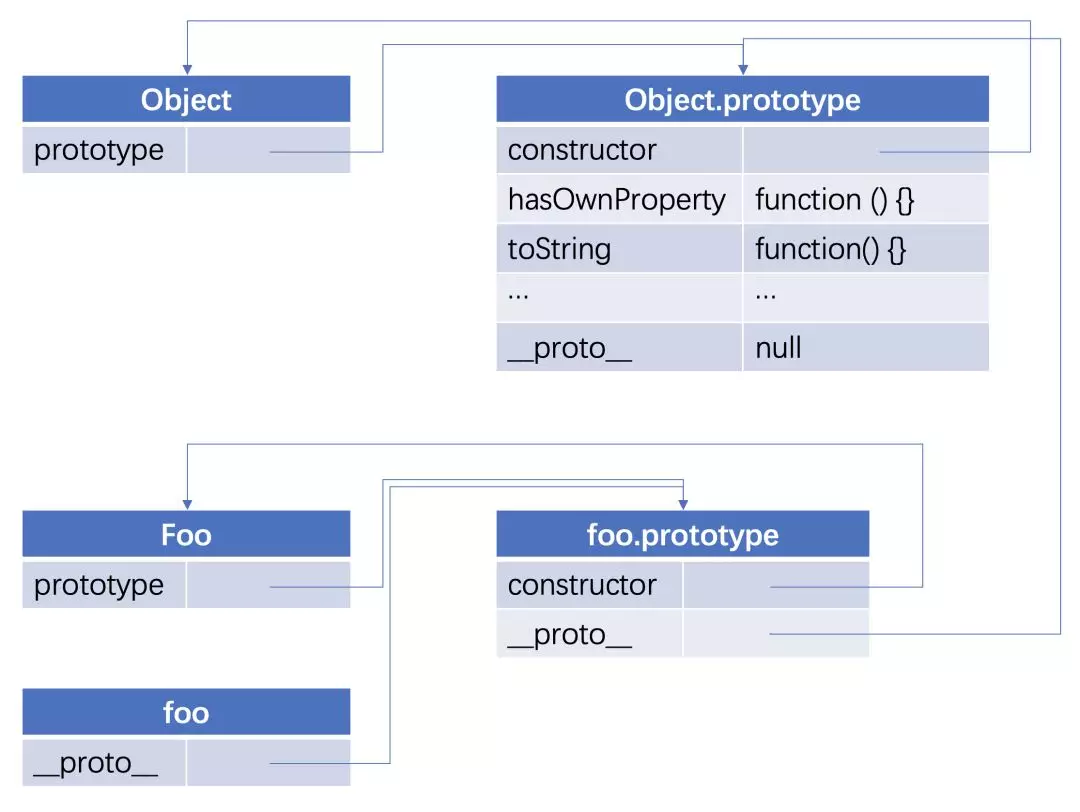 Object
prototype
Object.prototype
constructor
hasOwnProperty function () {}
toString function() {}
... ...
__proto__ null
Foo
prototype
foo.prototype
constructor
__proto__
foo
__proto__